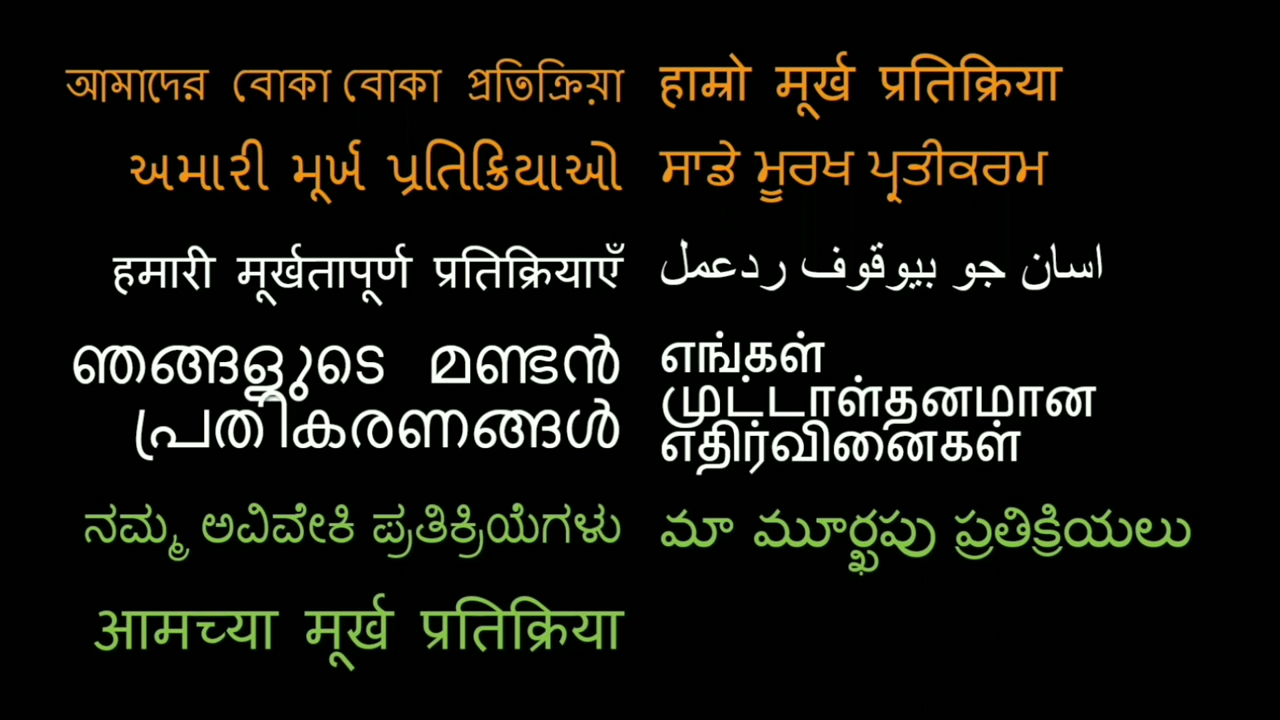 আমাদের বোকা বোকা প্রতিক্রিয়া
हाम्रो मूर्ख प्रतिक्रिया
અમારી મૂર્ખ પ્રતિક્રિયાઓ
ਸਾਡੇ ਮੂਰਖ ਪ੍ਰਤੀਕਰਮ
हमारी मूर्खतापूर्ण प्रतिक्रियाएँ
اسان جو بيوقوف ردعمل
ഞങ്ങളുടെ മണ്ടൻ
പ്രതികരണങ്ങൾ
எங்கள்
முட்டாள்தனமான
எதிர்வினைகள்
ನಮ್ಮ ಅವಿವೇಕಿ ಪ್ರತಿಕ್ರಿಯೆಗಳು
మా మూర్ఖపు ప్రతిక్రియలు
आमच्या मूर्ख प्रतिक्रिया